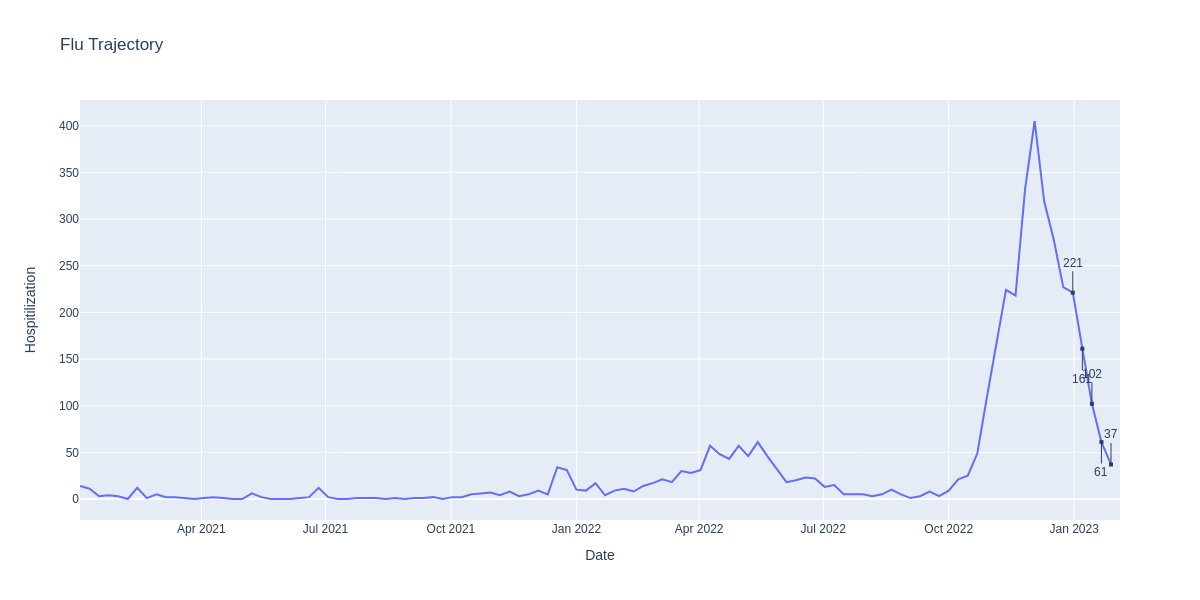 Flu Trajectory
400
350
300
250
200
150
100
50
0
Hospitilization
221
161
102
37
61
Apr 2021
Jul 2021
Oct 2021
Jan 2022
Apr 2022
Jul 2022
Oct 2022
Jan 2023
Date